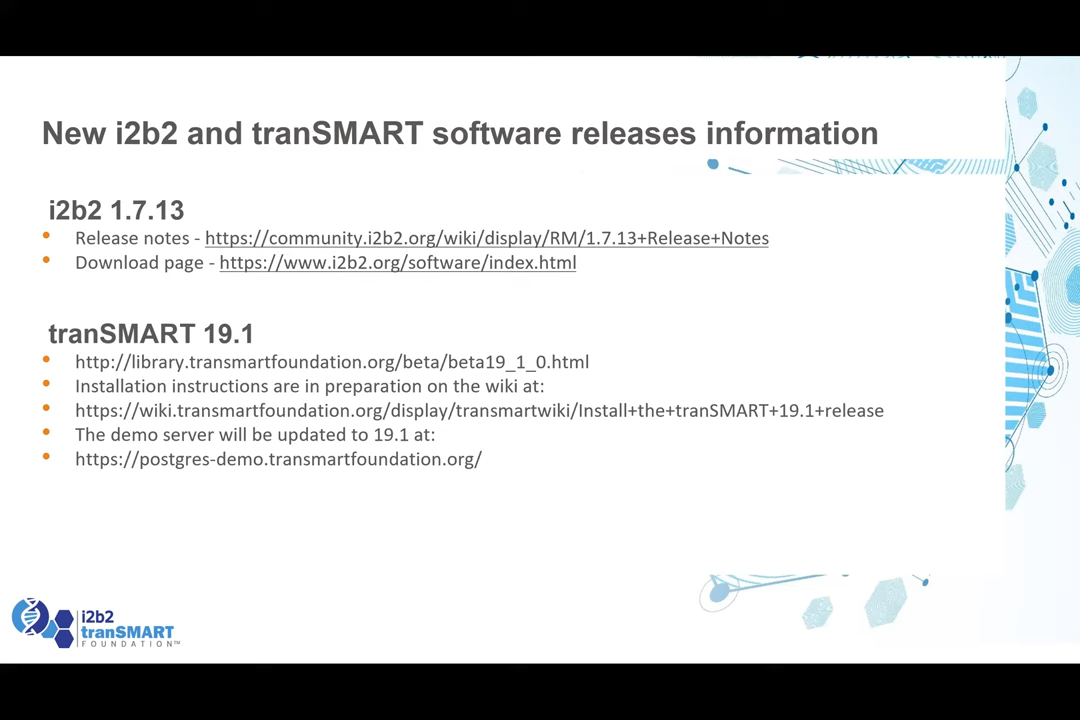 New i2b2 and tranSMART software releases information
i2b2 1.7.13
• Release notes - https://community.i2b2.org/wiki/display/RM/1.7.13+Release+Notes
• Download page - https://www.i2b2.org/software/index.html
tranSMART 19.1
• http://library.transmartfoundation.org/beta/beta19_1_0.html
• Installation instructions are in preparation on the wiki at:
• https://wiki.transmartfoundation.org/display/transmartwiki/Install+the+tranSMART+19.1+release
• The demo server will be updated to 19.1 at:
• https://postgres-demo.transmartfoundation.org/
i2b2
tranSMART
FOUNDATION™